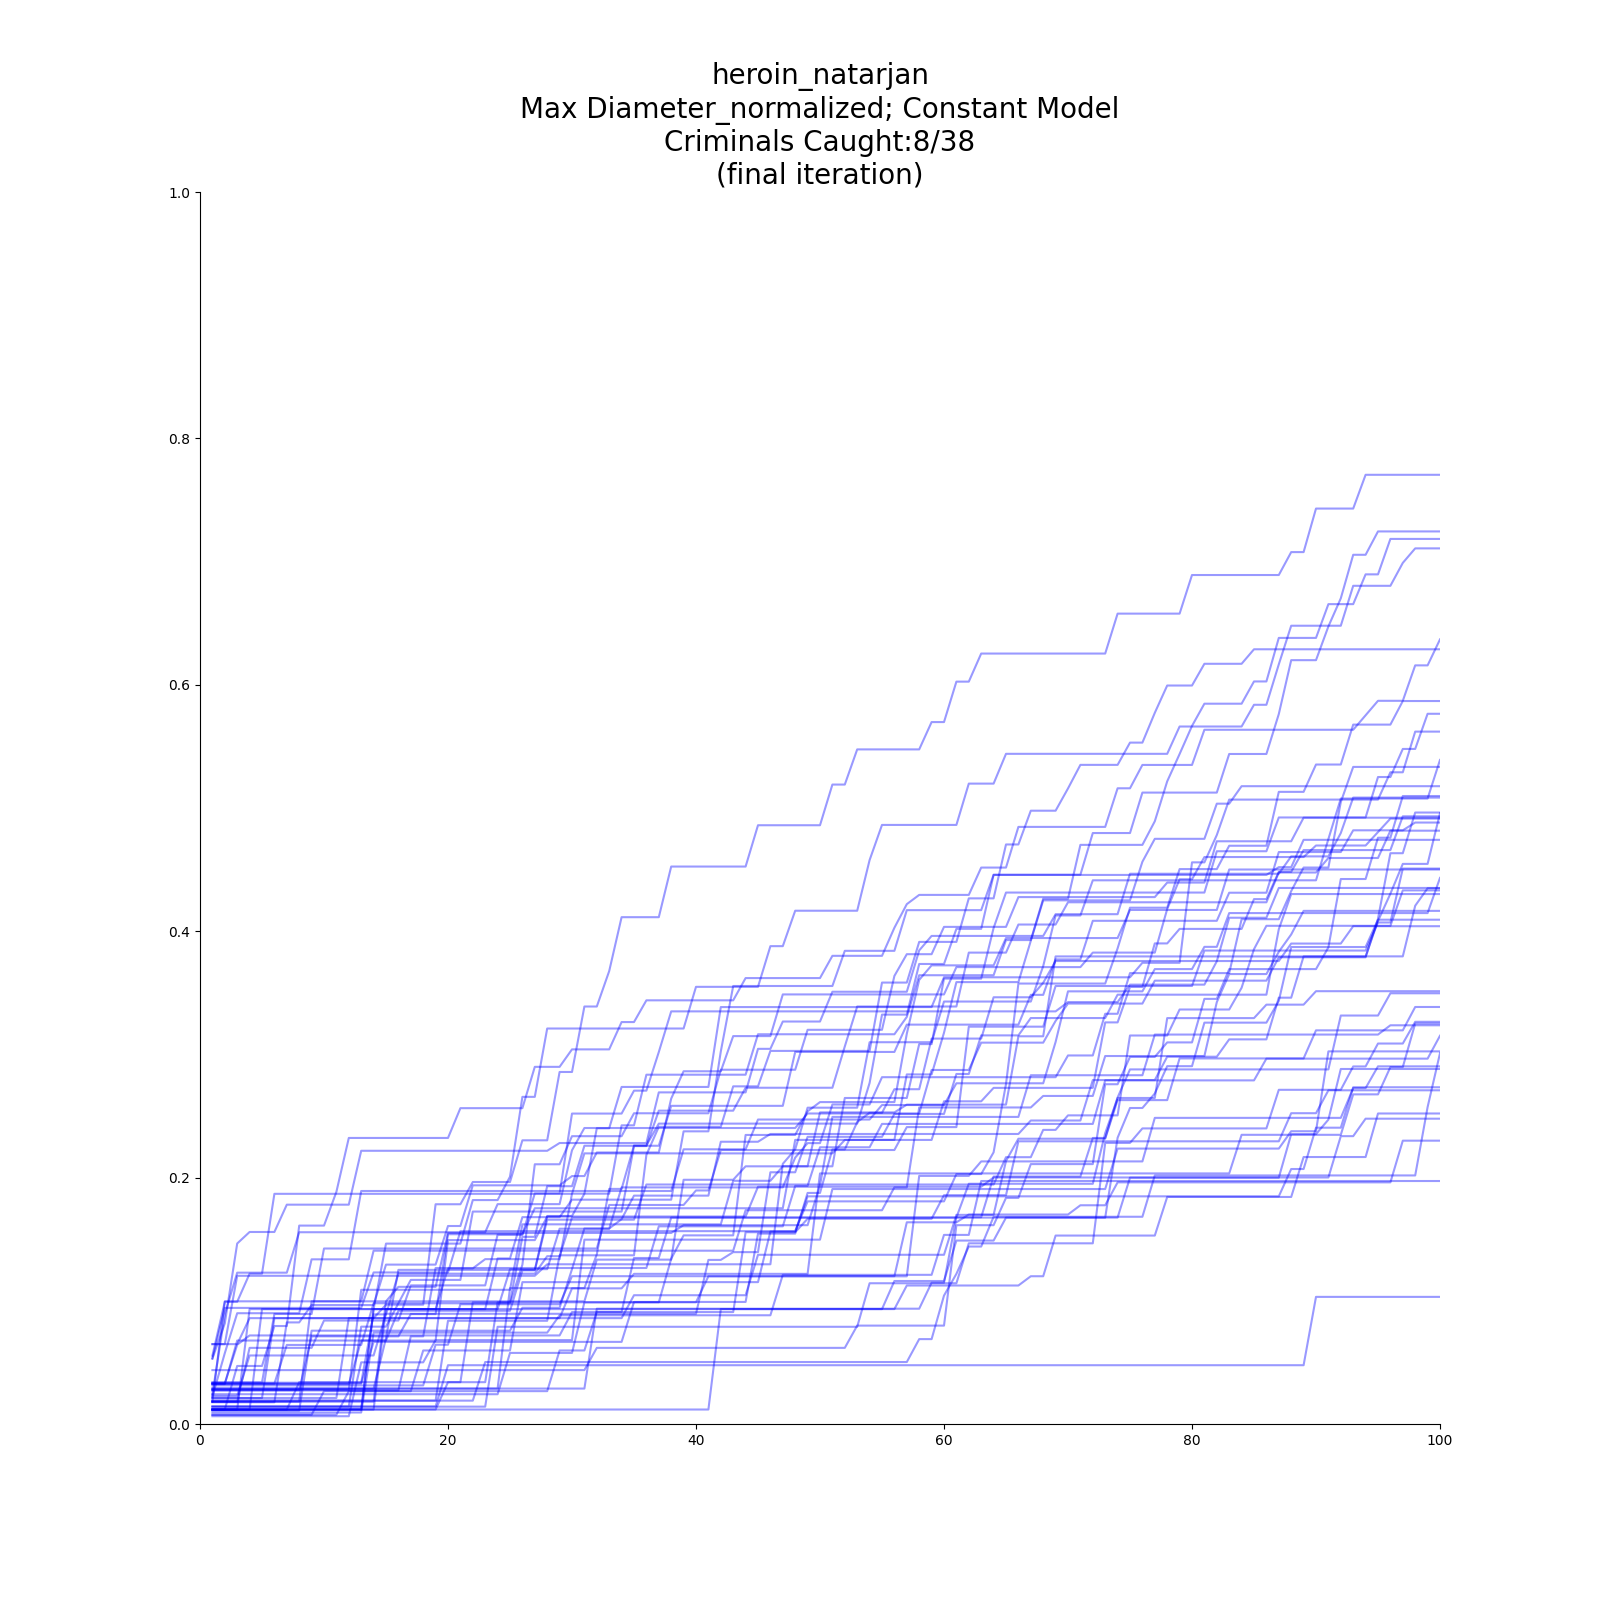 heroin_natarjan
Max Diameter_normalized; Constant Model
Criminals Caught:8/38
(final iteration)
1.0
0.8
0.6
0.4
0.2
0.0
0 20 40 60 80 100